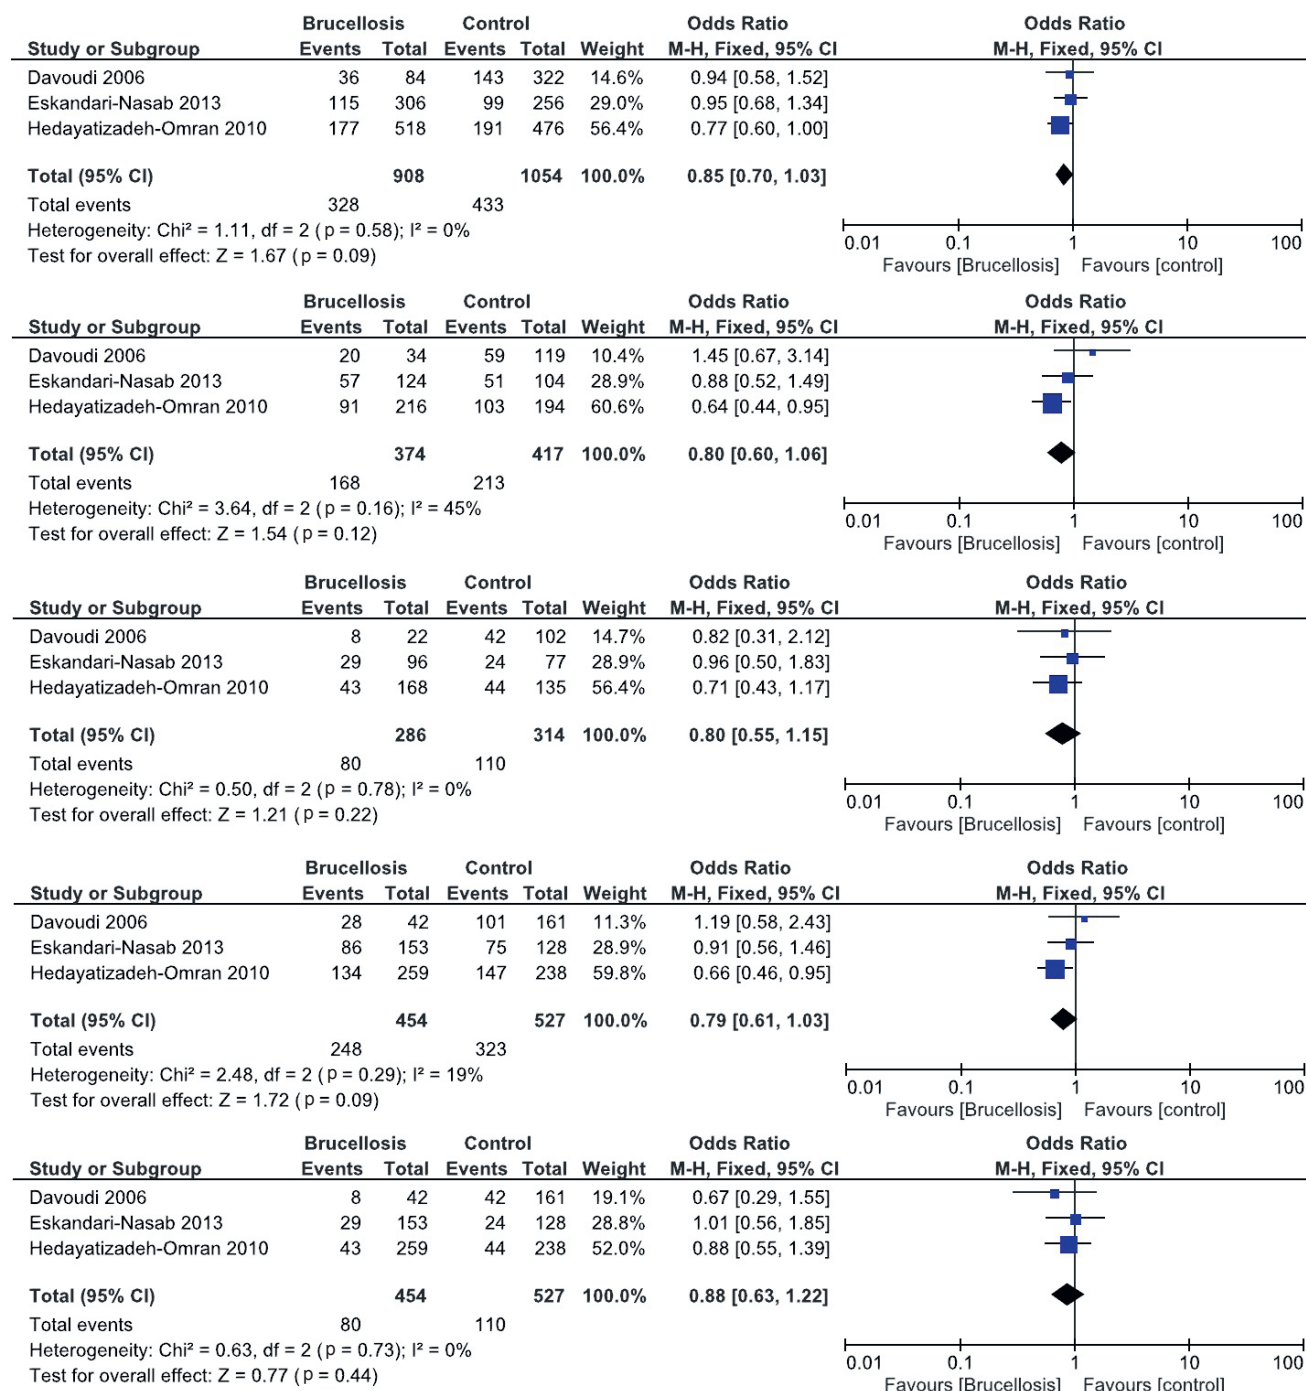 Brucellosis Control Odds Ratio Odds Ratio
Study or Subgroup Events Total Events Total Weight M-H, Fixed, 95% CI M-H, Fixed, 95% CI
Davoudi 2006 36 84 143 322 14.6% 0.94 [0.58, 1.52]
Eskandari-Nasab 2013 115 306 99 256 29.0% 0.95 [0.68, 1.34]
Hedayatizadeh-Omran 2010 177 518 191 476 56.4% 0.77 [0.60, 1.00]
Total (95% CI) 908 1054 100.0% 0.85 [0.70, 1.03]
Total events 328 433
Heterogeneity: Chi² = 1.11, df = 2 (p = 0.58); I² = 0%
Test for overall effect: Z = 1.67 (p = 0.09)
0.01 0.1 1 10 100
Favours [Brucellosis] Favours [control]
Brucellosis Control Odds Ratio Odds Ratio
Study or Subgroup Events Total Events Total Weight M-H, Fixed, 95% CI M-H, Fixed, 95% CI
Davoudi 2006 20 34 59 119 10.4% 1.45 [0.67, 3.14]
Eskandari-Nasab 2013 57 124 51 104 28.9% 0.88 [0.52, 1.49]
Hedayatizadeh-Omran 2010 91 216 103 194 60.6% 0.64 [0.44, 0.95]
Total (95% CI) 374 417 100.0% 0.80 [0.60, 1.06]
Total events 168 213
Heterogeneity: Chi² = 3.64, df = 2 (p = 0.16); I² = 45%
Test for overall effect: Z = 1.54 (p = 0.12)
0.01 0.1 1 10 100
Favours [Brucellosis] Favours [control]
Brucellosis Control Odds Ratio Odds Ratio
Study or Subgroup Events Total Events Total Weight M-H, Fixed, 95% CI M-H, Fixed, 95% CI
Davoudi 2006 8 22 42 102 14.7% 0.82 [0.31, 2.12]
Eskandari-Nasab 2013 29 96 24 77 28.9% 0.96 [0.50, 1.83]
Hedayatizadeh-Omran 2010 43 168 44 135 56.4% 0.71 [0.43, 1.17]
Total (95% CI) 286 314 100.0% 0.80 [0.55, 1.15]
Total events 80 110
Heterogeneity: Chi² = 0.50, df = 2 (p = 0.78); I² = 0%
Test for overall effect: Z = 1.21 (p = 0.22)
0.01 0.1 1 10 100
Favours [Brucellosis] Favours [control]
Brucellosis Control Odds Ratio Odds Ratio
Study or Subgroup Events Total Events Total Weight M-H, Fixed, 95% CI M-H, Fixed, 95% CI
Davoudi 2006 28 42 101 161 11.3% 1.19 [0.58, 2.43]
Eskandari-Nasab 2013 86 153 75 128 28.9% 0.91 [0.56, 1.46]
Hedayatizadeh-Omran 2010 134 259 147 238 59.8% 0.66 [0.46, 0.95]
Total (95% CI) 454 527 100.0% 0.79 [0.61, 1.03]
Total events 248 323
Heterogeneity: Chi² = 2.48, df = 2 (p = 0.29); I² = 19%
Test for overall effect: Z = 1.72 (p = 0.09)
0.01 0.1 1 10 100
Favours [Brucellosis] Favours [control]
Brucellosis Control Odds Ratio Odds Ratio
Study or Subgroup Events Total Events Total Weight M-H, Fixed, 95% CI M-H, Fixed, 95% CI
Davoudi 2006 8 42 42 161 19.1% 0.67 [0.29, 1.55]
Eskandari-Nasab 2013 29 153 24 128 28.8% 1.01 [0.56, 1.85]
Hedayatizadeh-Omran 2010 43 259 44 238 52.0% 0.88 [0.55, 1.39]
Total (95% CI) 454 527 100.0% 0.88 [0.63, 1.22]
Total events 80 110
Heterogeneity: Chi² = 0.63, df = 2 (p = 0.73); I² = 0%
Test for overall effect: Z = 0.77 (p = 0.44)
0.01 0.1 1 10 100
Favours [Brucellosis] Favours [control]